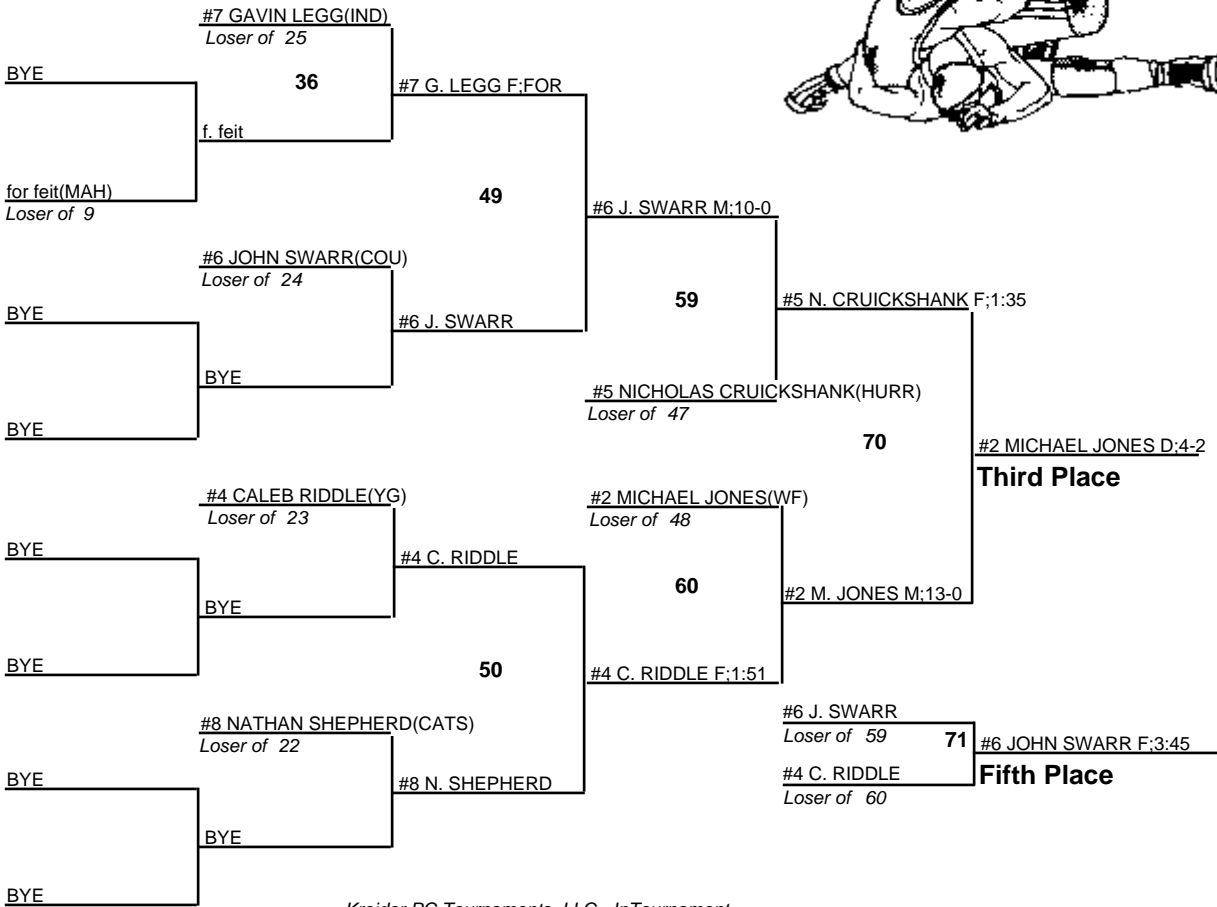 #7 GAVIN LEGG(IND)
Loser of 25
BYE
36
#7 G. LEGG F;FOR
f. feit
for feit(MAH)
Loser of 9
49
#6 J. SWARR M;10-0
#6 JOHN SWARR(COU)
Loser of 24
59
#5 N. CRUICKSHANK F;1:35
BYE
#6 J. SWARR
BYE
#5 NICHOLAS CRUICKSHANK(HURR)
Loser of 47
BYE
70
#2 MICHAEL JONES D;4-2
Third Place
#4 CALEB RIDDLE(YG)
Loser of 23
#2 MICHAEL JONES(WF)
Loser of 48
BYE
#4 C. RIDDLE
60
#2 M. JONES M;13-0
BYE
BYE
50
#4 C. RIDDLE F;1:51
#8 NATHAN SHEPHERD(CATS)
Loser of 22
#6 J. SWARR
Loser of 59
71
#6 JOHN SWARR F;3:45
Fifth Place
BYE
#8 N. SHEPHERD
#4 C. RIDDLE
Loser of 60
BYE
BYE